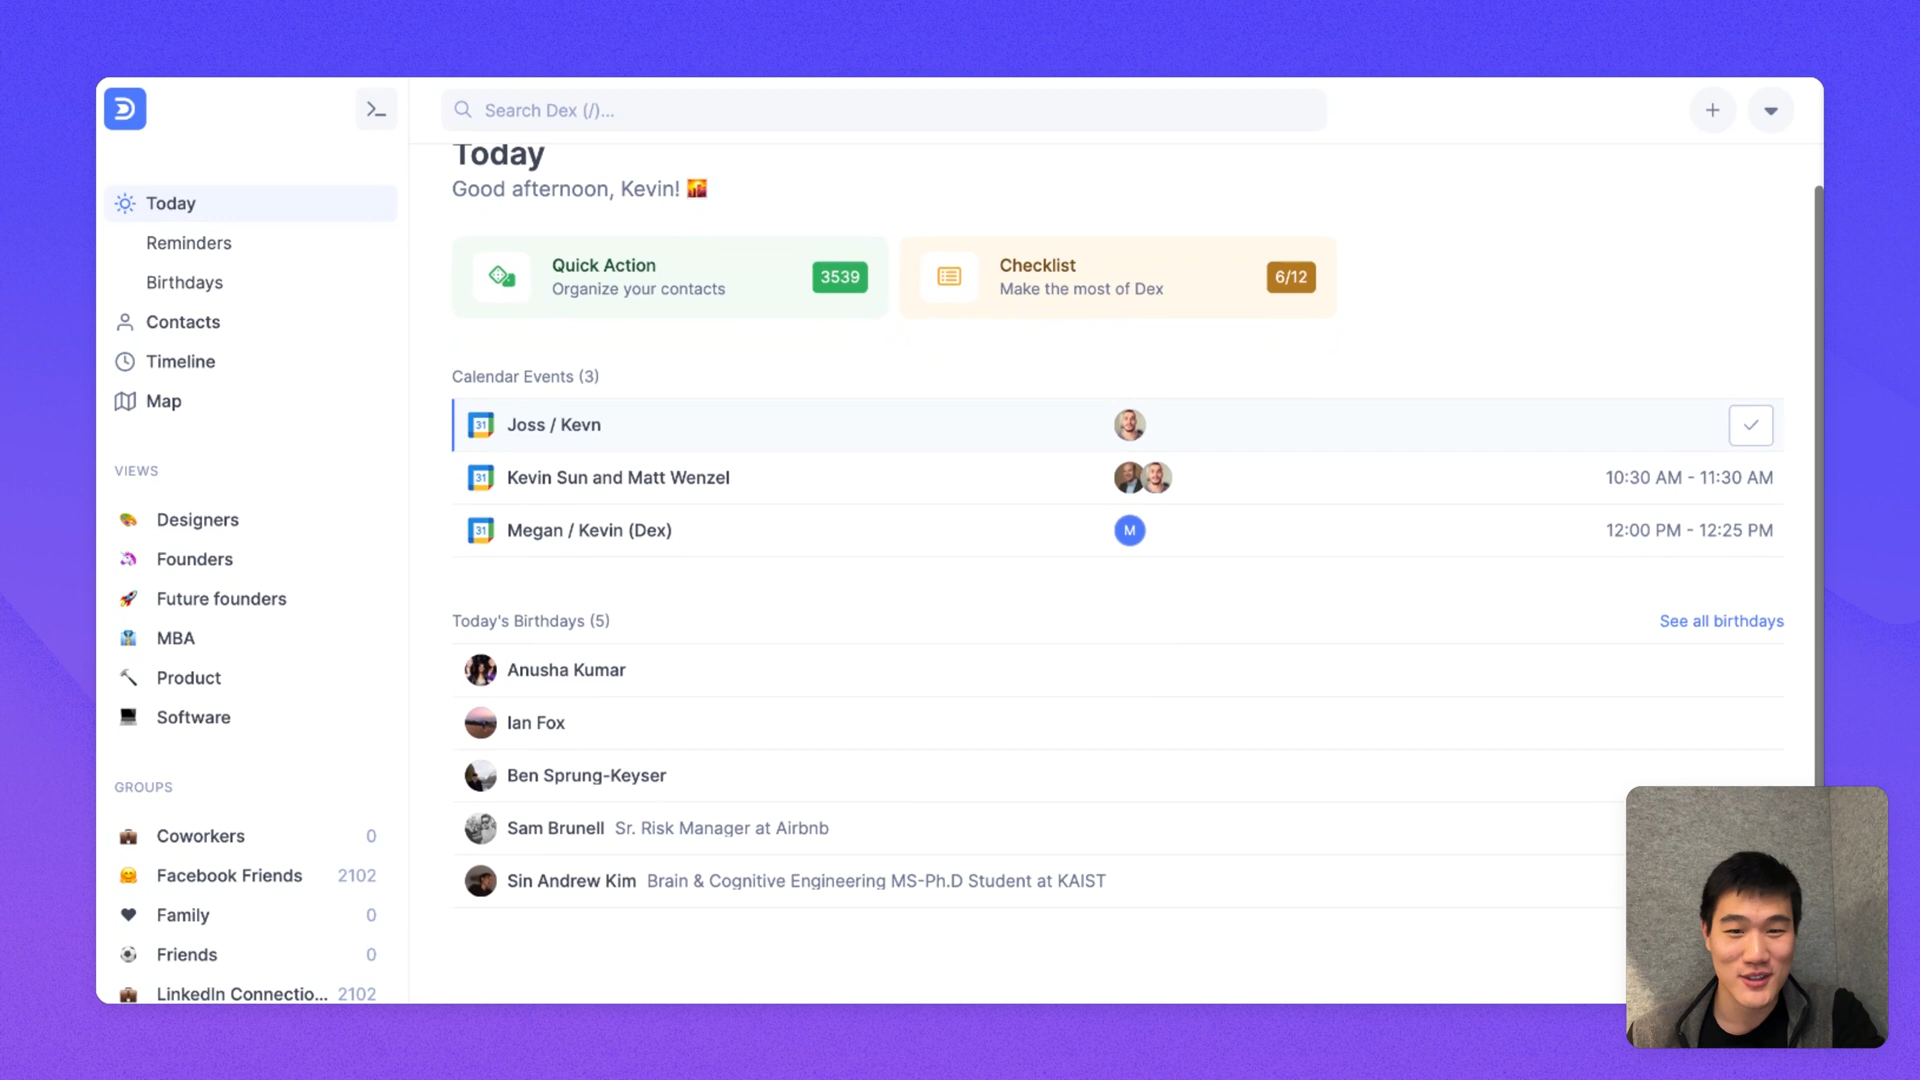 Search Dex (/)...
Today
Good afternoon, Kevin!
Today
Reminders
Birthdays
Contacts
Timeline
Map
VIEWS
Designers
Founders
Future founders
MBA
Product
Software
GROUPS
Coworkers 0
Facebook Friends 2102
Family 0
Friends 0
LinkedIn Connectio... 2102
Quick Action
Organize your contacts
3539
Checklist
Make the most of Dex
6/12
Calendar Events (3)
31 Joss / Kevn
31 Kevin Sun and Matt Wenzel 10:30 AM - 11:30 AM
31 Megan / Kevin (Dex) M 12:00 PM - 12:25 PM
Today's Birthdays (5) See all birthdays
Anusha Kumar
Ian Fox
Ben Sprung-Keyser
Sam Brunell Sr. Risk Manager at Airbnb
Sin Andrew Kim Brain & Cognitive Engineering MS-Ph.D Student at KAIST